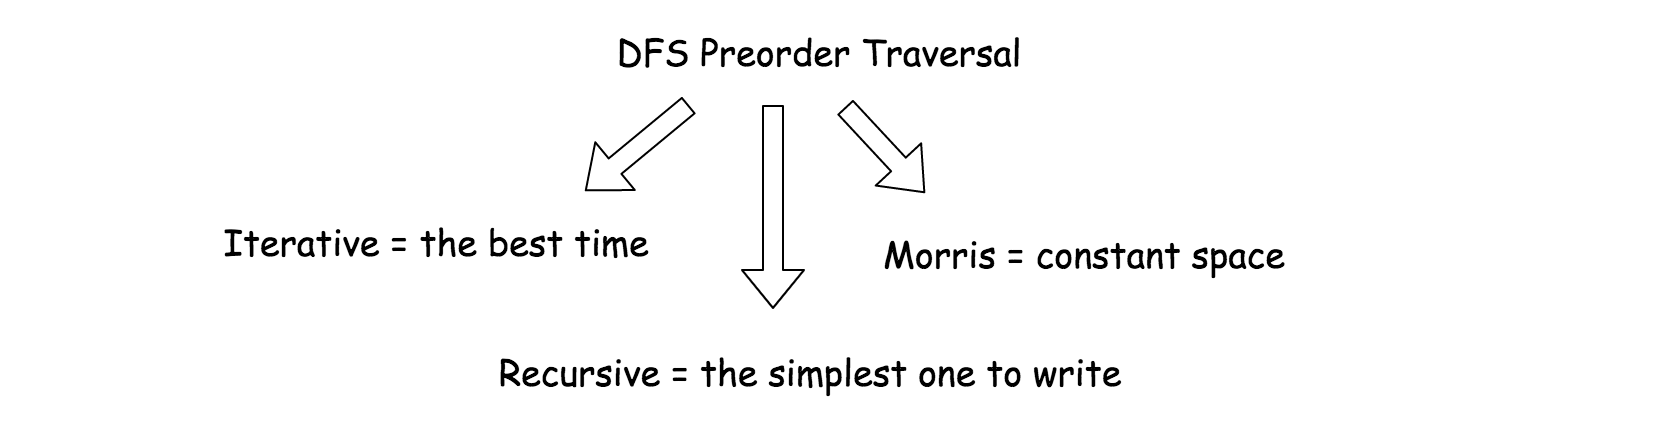 DFS Preorder Traversal
Iterative = the best time
Morris = constant space
Recursive = the simplest one to write